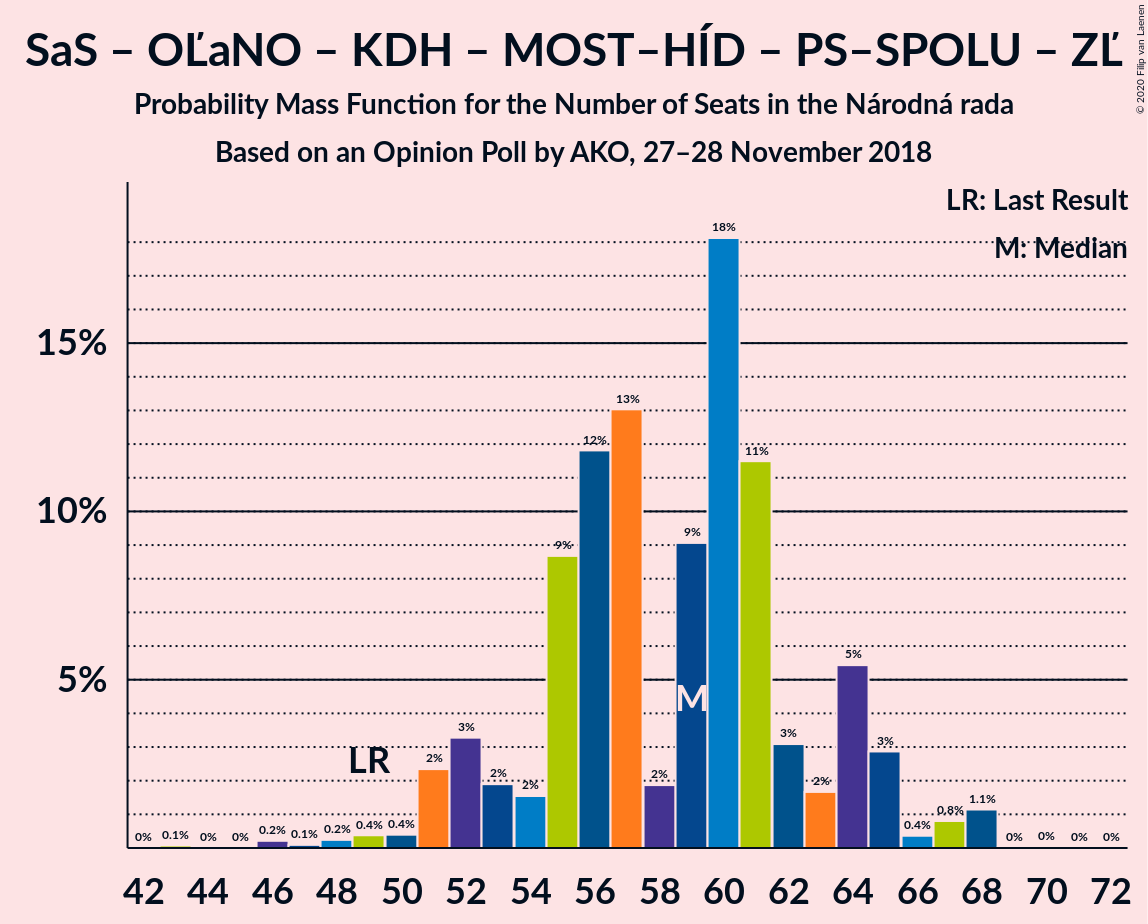 SaS – OĽaNO – KDH – MOST–HÍD – PS–SPOLU – ZĽ
Probability Mass Function for the Number of Seats in the Národná rada
Based on an Opinion Poll by AKO, 27–28 November 2018
© 2020 Filip van Laenen
LR: Last Result
M: Median
15%
10%
5%
0% 0.1% 0% 0% 0.2% 0.1% 0.2% 0.4% 0.4% 2% 3% 2% 2% 9% 12% 13% 2% 9% 18% 11% 3% 2% 5% 3% 0.4% 0.8% 1.1% 0% 0% 0% 0%
LR
M
42 44 46 48 50 52 54 56 58 60 62 64 66 68 70 72